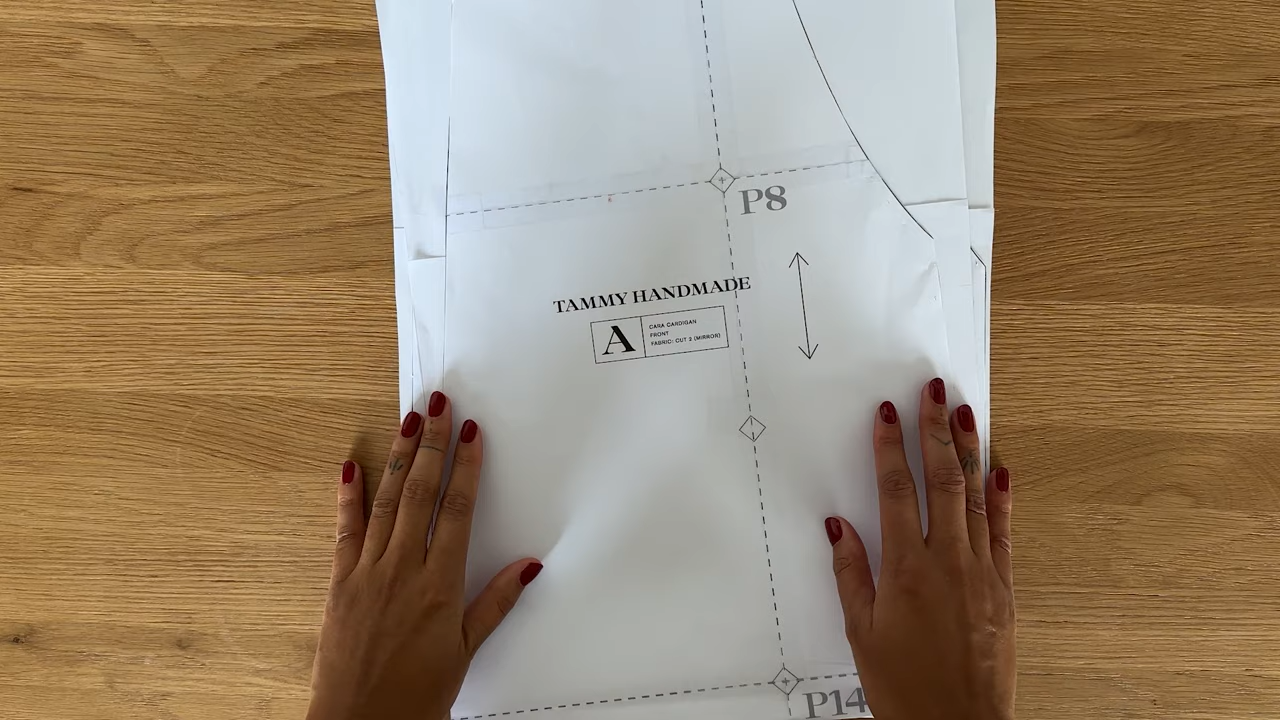 P8
TAMMY HANDMADE
A
CARA CARDIGAN
FRONT
FABRIC: CUT 2 (MIRROR)
P14